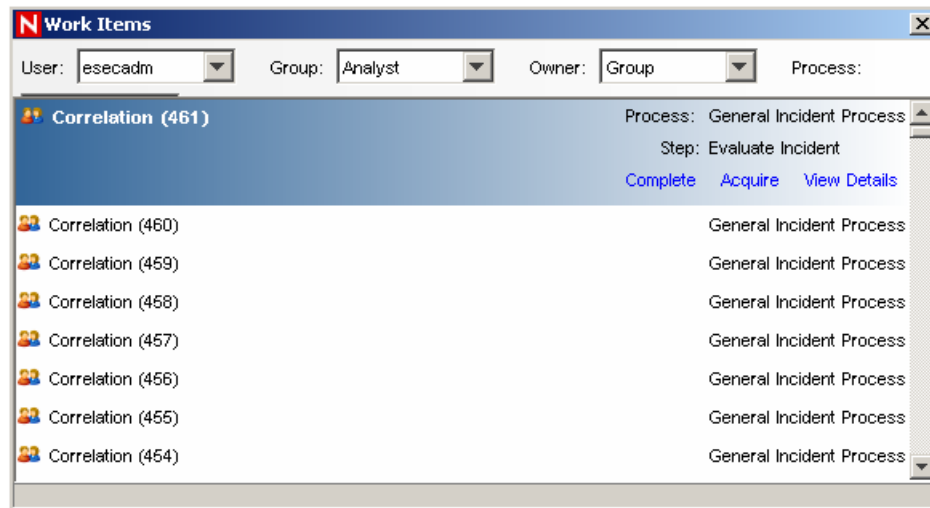 N Work Items
User: esecadm Group: Analyst Owner: Group Process:
Correlation (461) Process: General Incident Process
Step: Evaluate Incident
Complete Acquire View Details
Correlation (460) General Incident Process
Correlation (459) General Incident Process
Correlation (458) General Incident Process
Correlation (457) General Incident Process
Correlation (456) General Incident Process
Correlation (455) General Incident Process
Correlation (454) General Incident Process